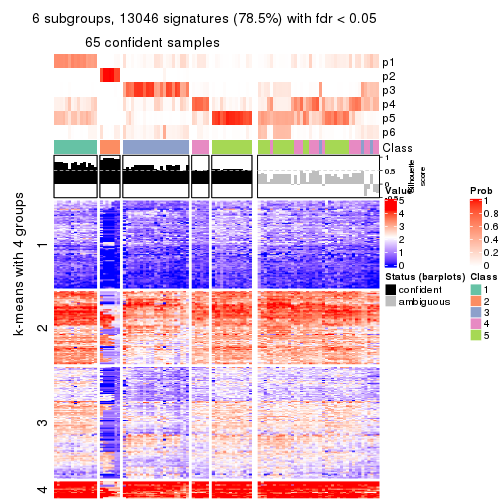 6 subgroups, 13046 signatures (78.5%) with fdr < 0.05
65 confident samples
p1
p2
p3
p4
p5
p6
Class
1
0.5
0
Silhouette
score
k-means with 4 groups
1
2
3
4
Value
5
4
3
2
1
0
Prob
1
0.8
0.6
0.4
0.2
0
Status (barplots)
confident
ambiguous
Class
1
2
3
4
5